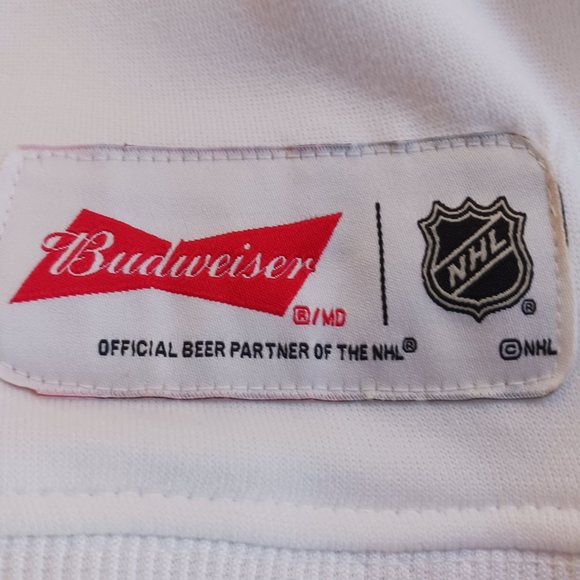 Budweiser
®/MD
NHL
®
OFFICIAL BEER PARTNER OF THE NHL®
©NHL